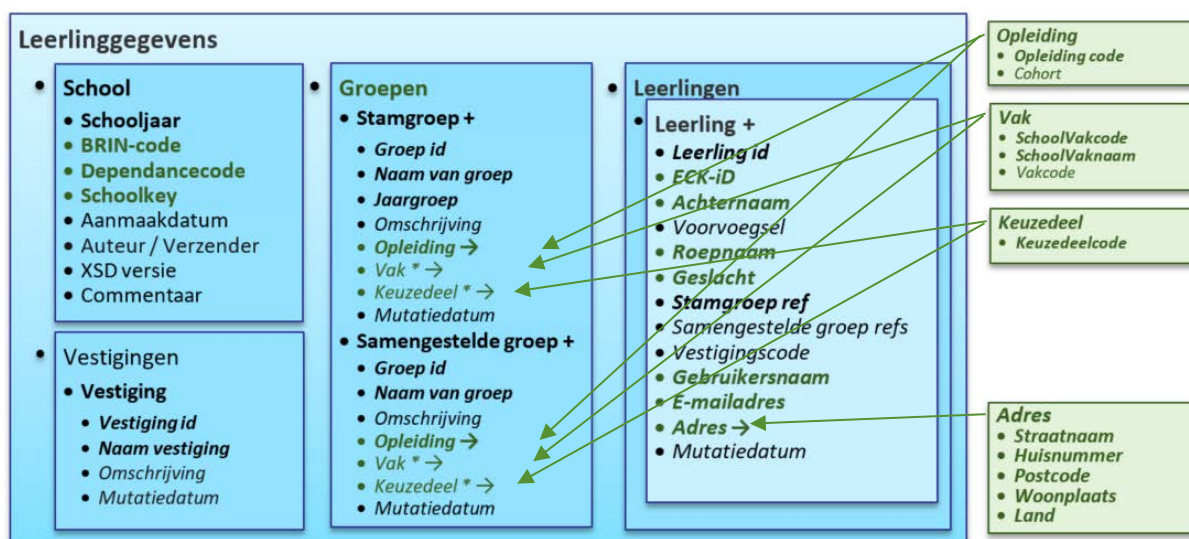 Leerlinggegevens
• School
• Schooljaar
• BRIN-code
• Dependancecode
• Schoolkey
• Aanmaakdatum
• Auteur / Verzender
• XSD versie
• Commentaar
• Vestigingen
• Vestiging
• Vestiging id
• Naam vestiging
• Omschrijving
• Mutatiedatum
• Groepen
• Stamgroep +
• Groep id
• Naam van groep
• Jaargroep
• Omschrijving
• Opleiding →
• Vak * →
• Keuzedeel * →
• Mutatiedatum
• Samengestelde groep +
• Groep id
• Naam van groep
• Omschrijving
• Opleiding →
• Vak * →
• Keuzedeel * →
• Mutatiedatum
• Leerlingen
• Leerling +
• Leerling id
• ECK-iD
• Achternaam
• Voorvoegsel
• Roepnaam
• Geslacht
• Stamgroep ref
• Samengestelde groep refs
• Vestigingscode
• Gebruikersnaam
• E-mailadres
• Adres →
• Mutatiedatum
Opleiding
• Opleiding code
• Cohort
Vak
• SchoolVakcode
• SchoolVaknaam
• Vakcode
Keuzedeel
• Keuzedeelcode
Adres
• Straatnaam
• Huisnummer
• Postcode
• Woonplaats
• Land